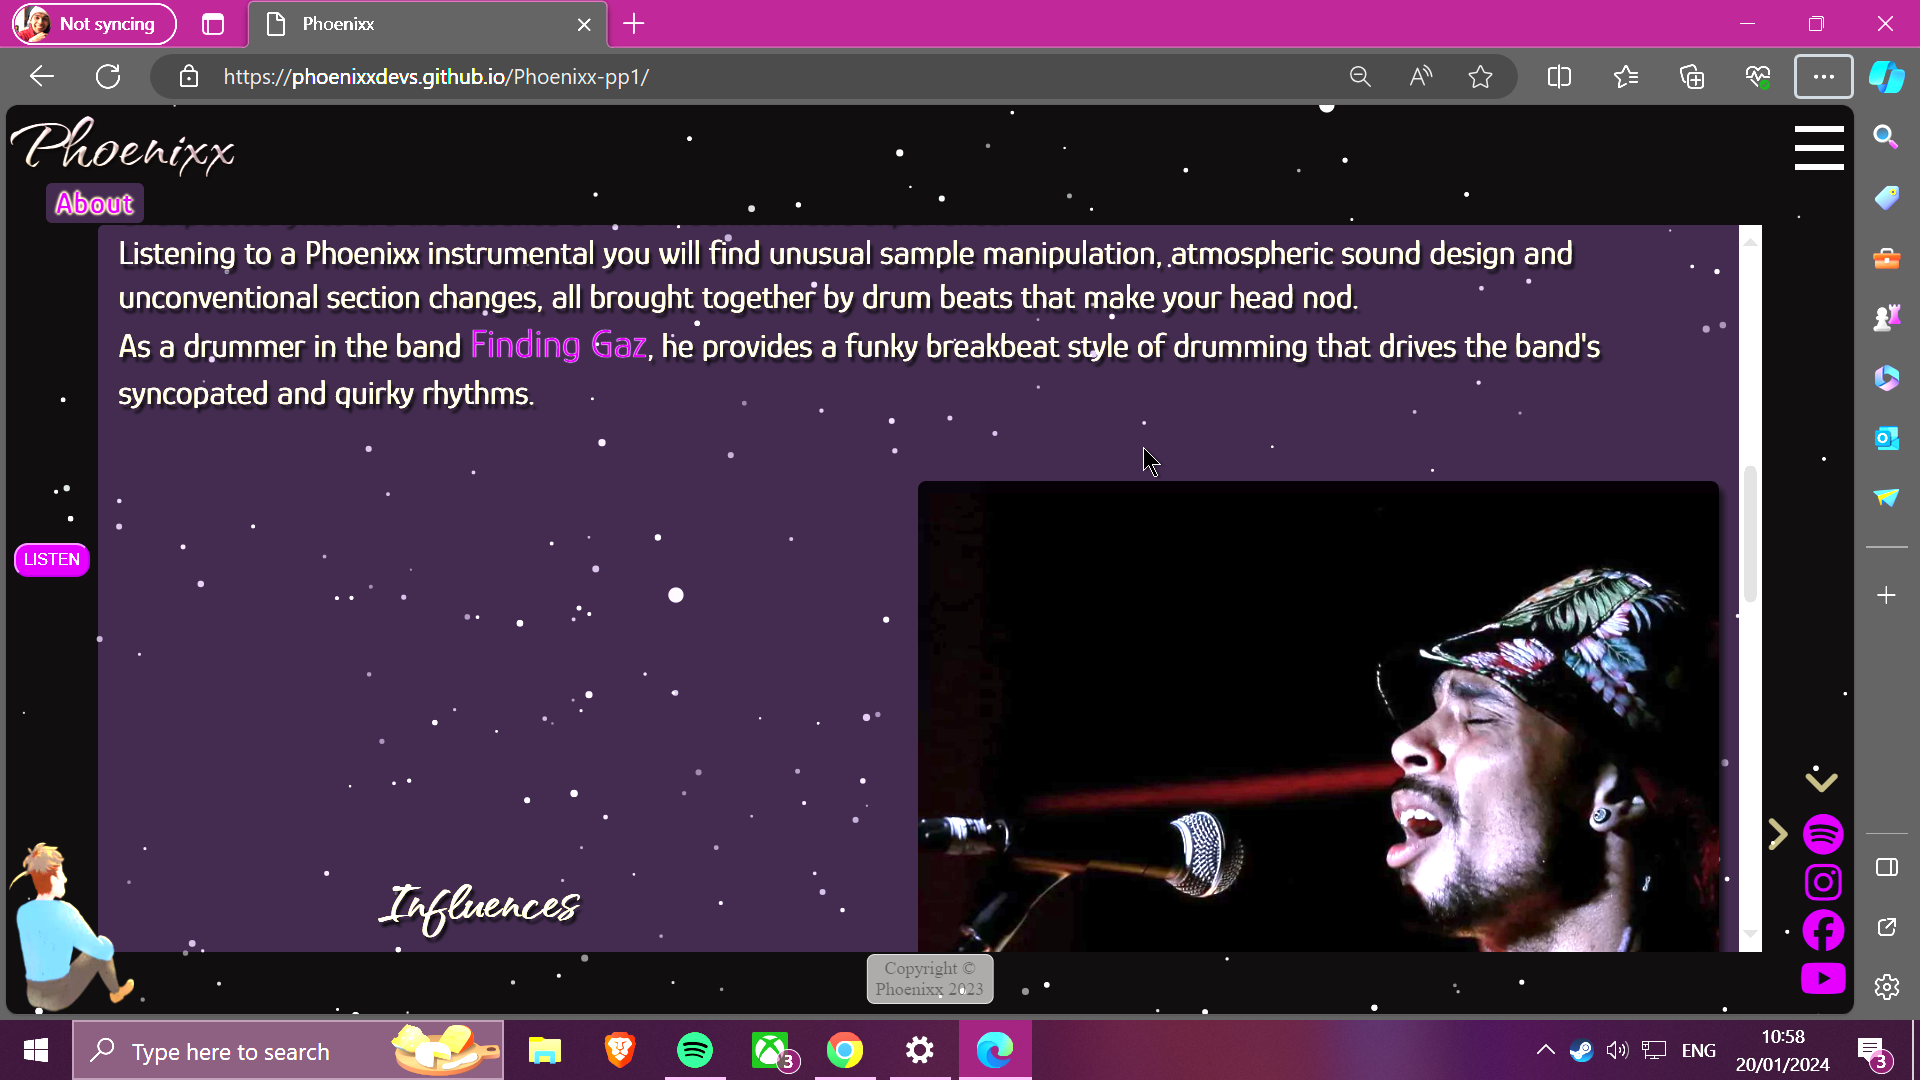 Not syncing
Phoenixx
https://phoenixxdevs.github.io/Phoenixx-pp1/
Phoenixx
About
Listening to a Phoenixx instrumental you will find unusual sample manipulation, atmospheric sound design and
unconventional section changes, all brought together by drum beats that make your head nod.
As a drummer in the band Finding Gaz, he provides a funky breakbeat style of drumming that drives the band's
syncopated and quirky rhythms.
LISTEN
Influences
Copyright ©
Phoenixx 2023
Type here to search
3
ENG
10:58
20/01/2024
3